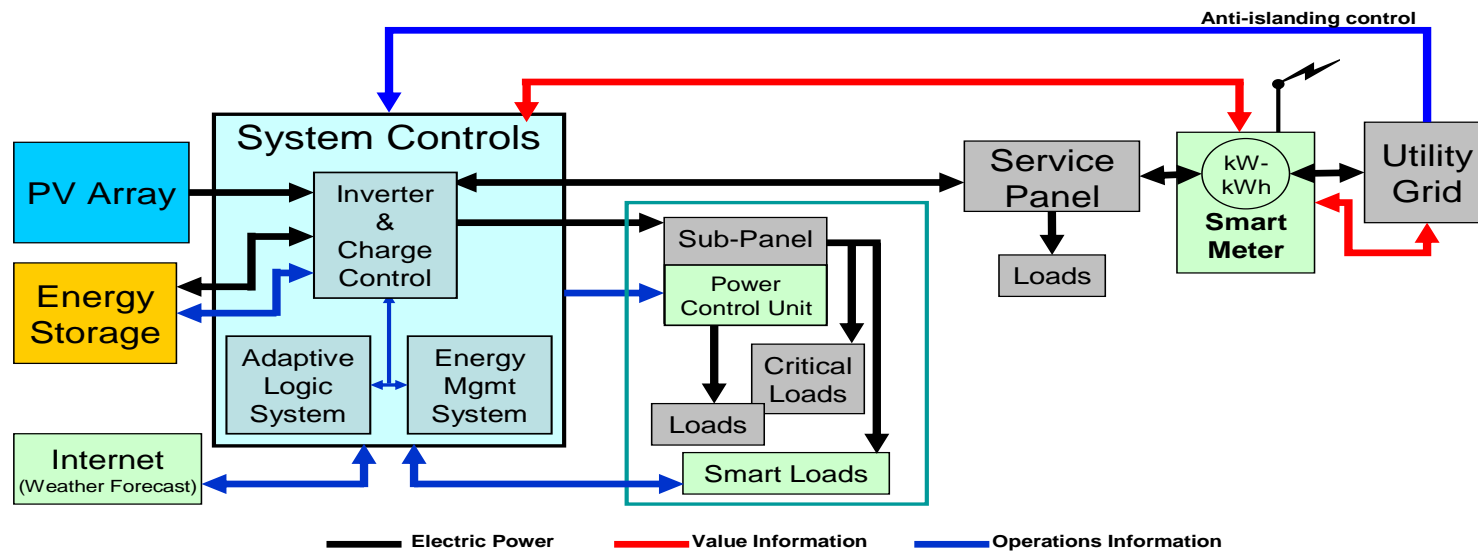 Anti-islanding control
System Controls
PV Array
Inverter
&
Charge
Control
Energy
Storage
Adaptive
Logic
System
Energy
Mgmt
System
Internet
(Weather Forecast)
Sub-Panel
Power
Control Unit
Critical
Loads
Loads
Smart Loads
Service
Panel
Loads
kW-
kWh
Smart
Meter
Utility
Grid
Electric Power
Value Information
Operations Information